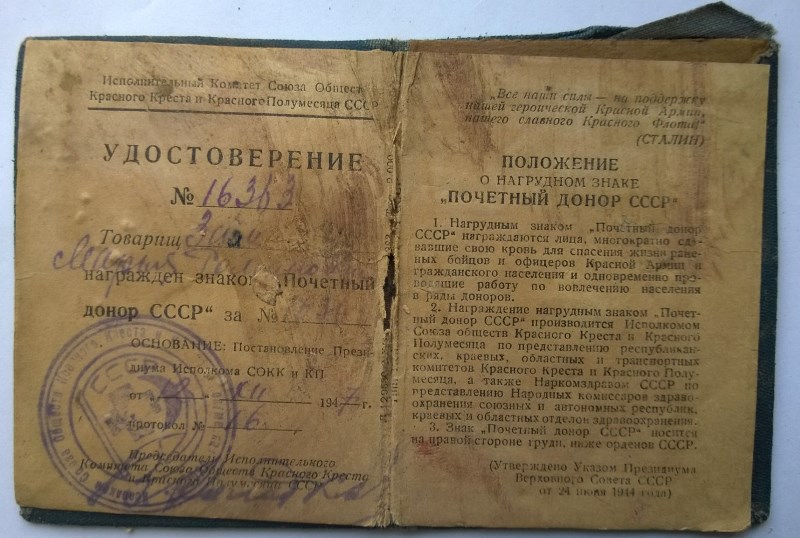 Исполнительный Комитет Союза Обществ
Красного Креста и Красного Полумесяца СССР
УДОСТОВЕРЕНИЕ
№ 16383
Товарищ
Мария
награжден знаком „Почетный
донор СССР“ за №
ОСНОВАНИЕ: Постановление Прези-
диума Исполкома СОКК и КП
от XII 1947 г.
протокол № 16
Председатель Исполнительного
Комитета Союза Обществ Красного Креста
и Красного Полумесяца СССР
„Все наши силы — на поддержку
нашей героической Красной Армии,
нашего славного Красного Флота!“
(СТАЛИН)
ПОЛОЖЕНИЕ
О НАГРУДНОМ ЗНАКЕ
„ПОЧЕТНЫЙ ДОНОР СССР“
1. Нагрудным знаком „Почетный донор
СССР“ награждаются лица, многократно сда-
вавшие свою кровь для спасения жизни ране-
ных бойцов и офицеров Красной Армии и
гражданского населения и одновременно про-
водящие работу по вовлечению населения
в ряды доноров.
2. Награждение нагрудным знаком „Почет-
ный донор СССР“ производится Исполкомом
Союза обществ Красного Креста и Красного
Полумесяца по представлению республикан-
ских, краевых, областных и транспортных
комитетов Красного Креста и Красного Полу-
месяца, а также Наркомздравом СССР по
представлению Народных комиссаров здраво-
охранения союзных и автономных республик,
краевых и областных отделов здравоохранения.
3. Знак „Почетный донор СССР“ носится
на правой стороне груди, ниже орденов СССР.
(Утверждено Указом Президиума
Верховного Совета СССР
от 24 июня 1944 года)